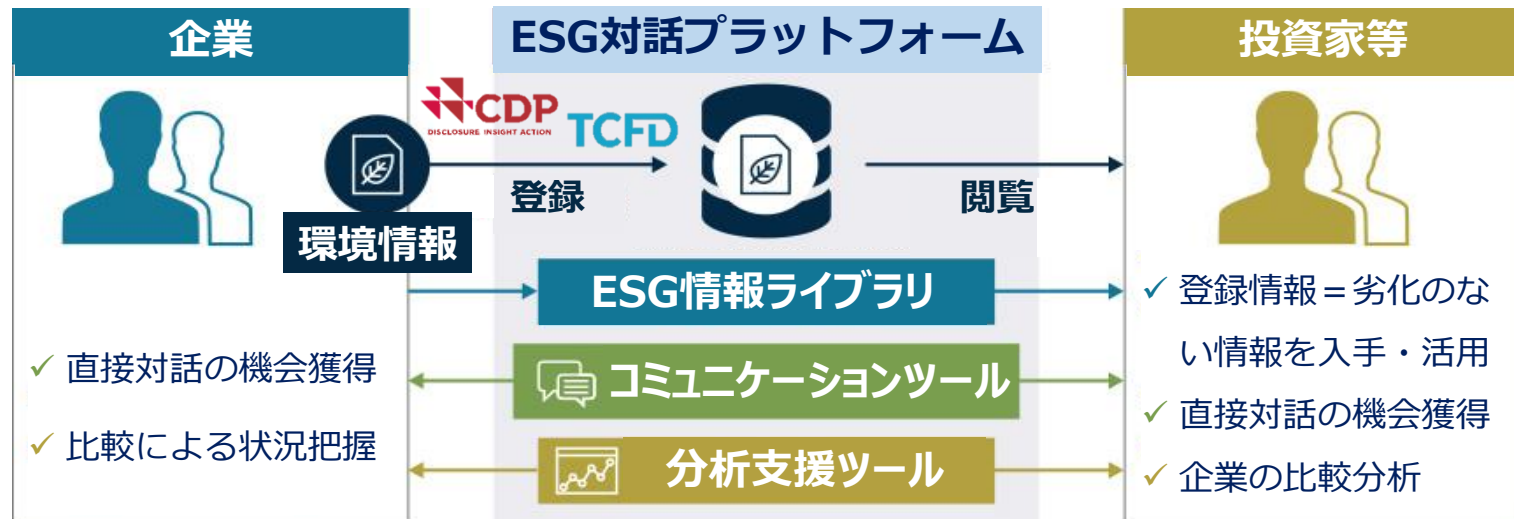 企業
ESG対話プラットフォーム
投資家等
CDP
DISCLOSURE INSIGHT ACTION
TCFD
登録
閲覧
環境情報
ESG情報ライブラリ
コミュニケーションツール
分析支援ツール
✓ 直接対話の機会獲得
✓ 比較による状況把握
✓ 登録情報＝劣化のな
い情報を入手・活用
✓ 直接対話の機会獲得
✓ 企業の比較分析